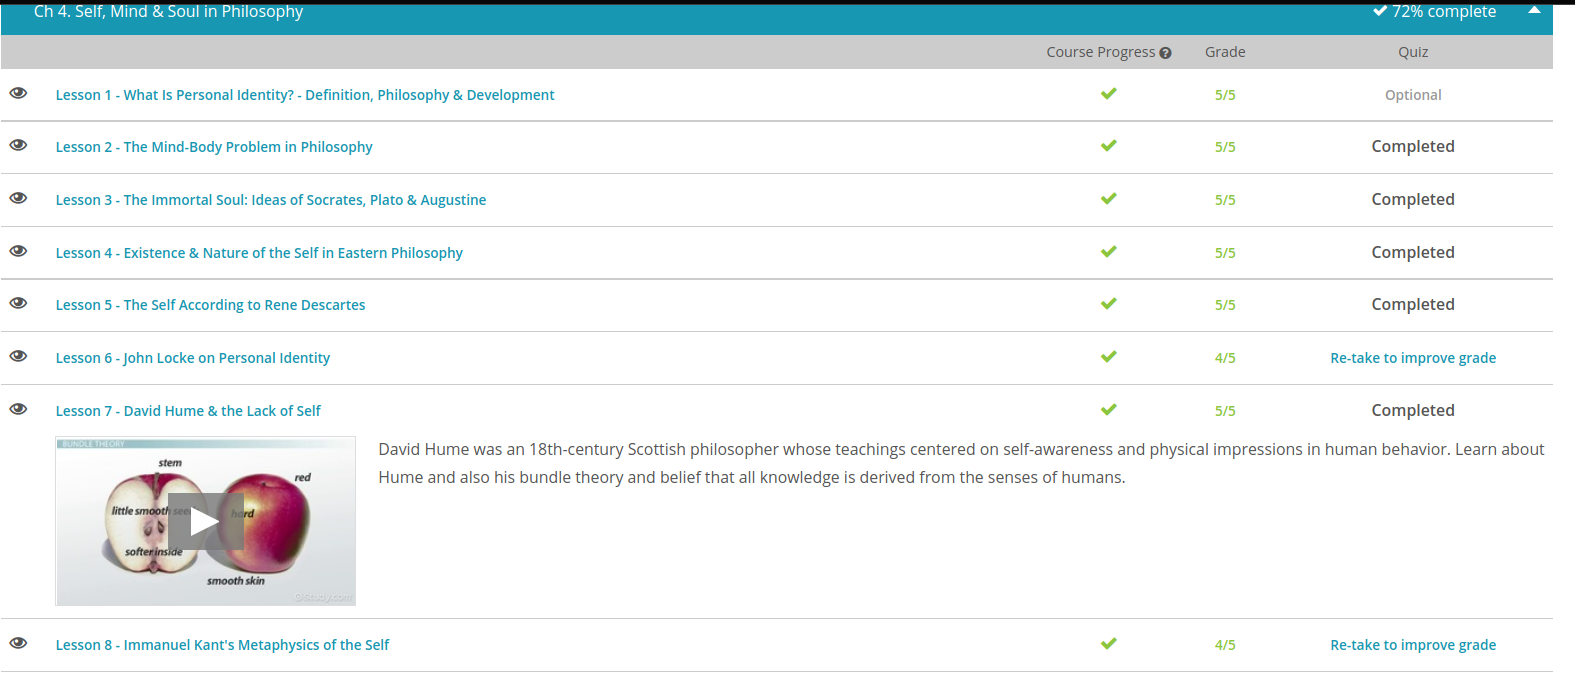 Ch 4. Self, Mind & Soul in Philosophy 72% complete
Course Progress ? Grade Quiz
Lesson 1 - What Is Personal Identity? - Definition, Philosophy & Development 5/5 Optional
Lesson 2 - The Mind-Body Problem in Philosophy 5/5 Completed
Lesson 3 - The Immortal Soul: Ideas of Socrates, Plato & Augustine 5/5 Completed
Lesson 4 - Existence & Nature of the Self in Eastern Philosophy 5/5 Completed
Lesson 5 - The Self According to Rene Descartes 5/5 Completed
Lesson 6 - John Locke on Personal Identity 4/5 Re-take to improve grade
Lesson 7 - David Hume & the Lack of Self 5/5 Completed
BUNDLE THEORY
stem
red
little smooth
hard
softer inside
smooth skin
© Study.com
David Hume was an 18th-century Scottish philosopher whose teachings centered on self-awareness and physical impressions in human behavior. Learn about
Hume and also his bundle theory and belief that all knowledge is derived from the senses of humans.
Lesson 8 - Immanuel Kant's Metaphysics of the Self 4/5 Re-take to improve grade